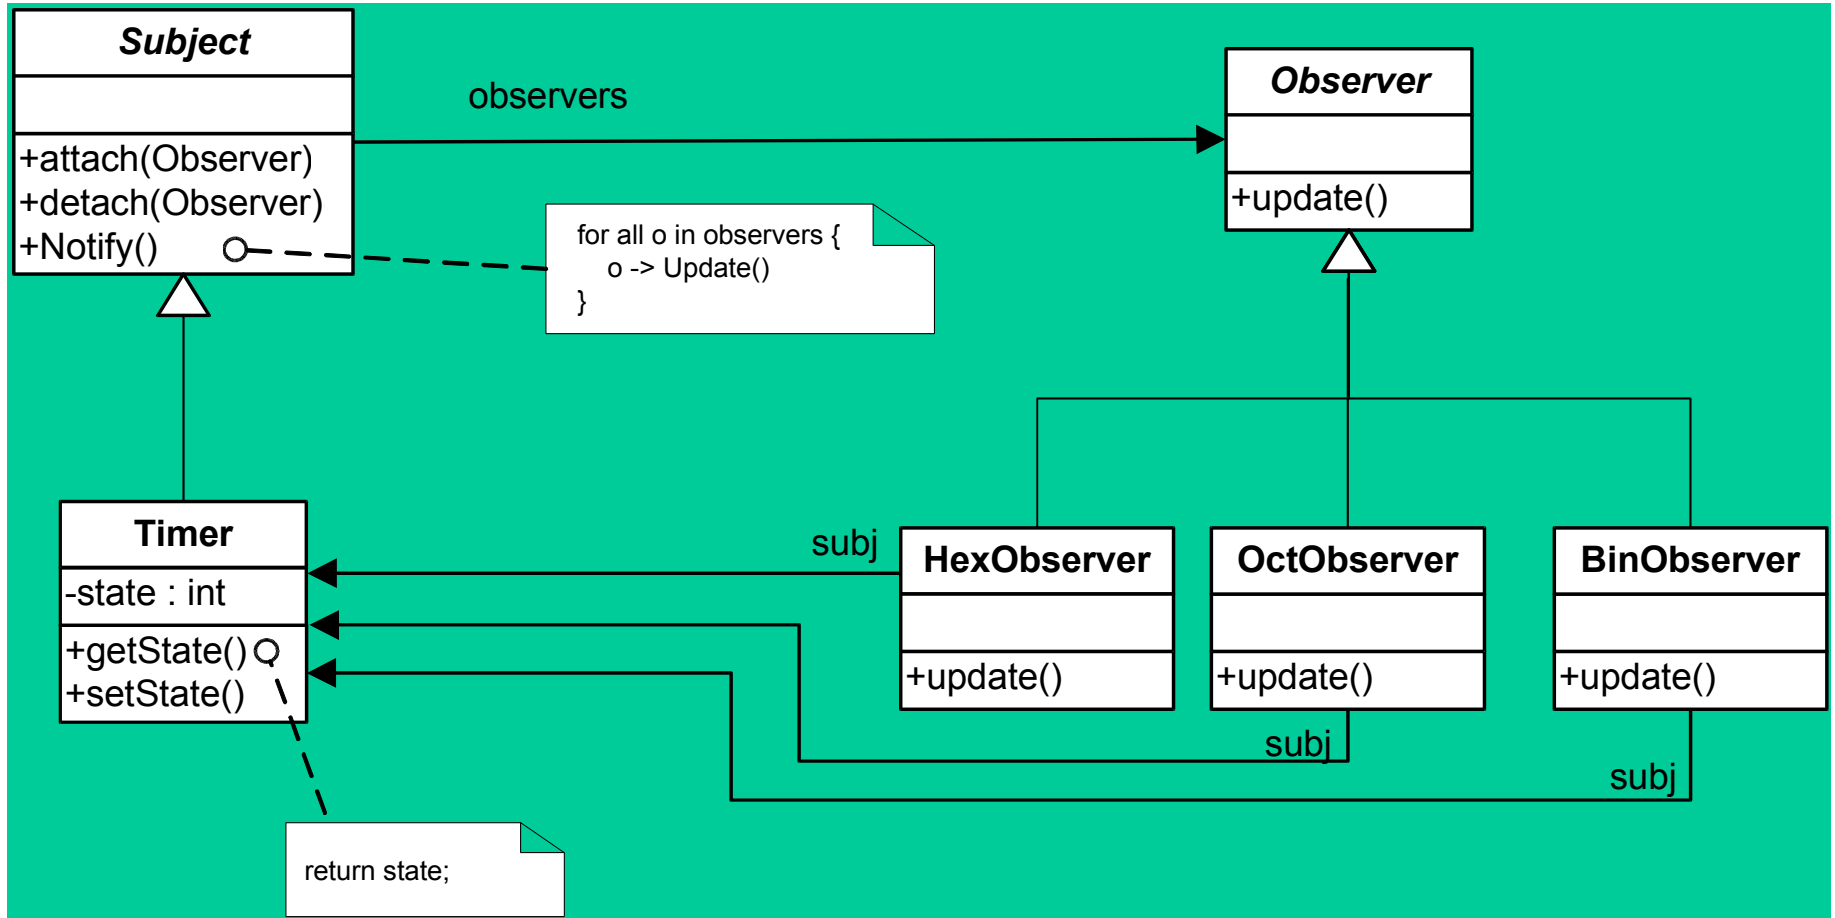 Subject
+attach(Observer)
+detach(Observer)
+Notify()
observers
Observer
+update()
for all o in observers {
o -> Update()
}
Timer
-state : int
+getState()
+setState()
return state;
subj
HexObserver
+update()
OctObserver
+update()
subj
BinObserver
+update()
subj